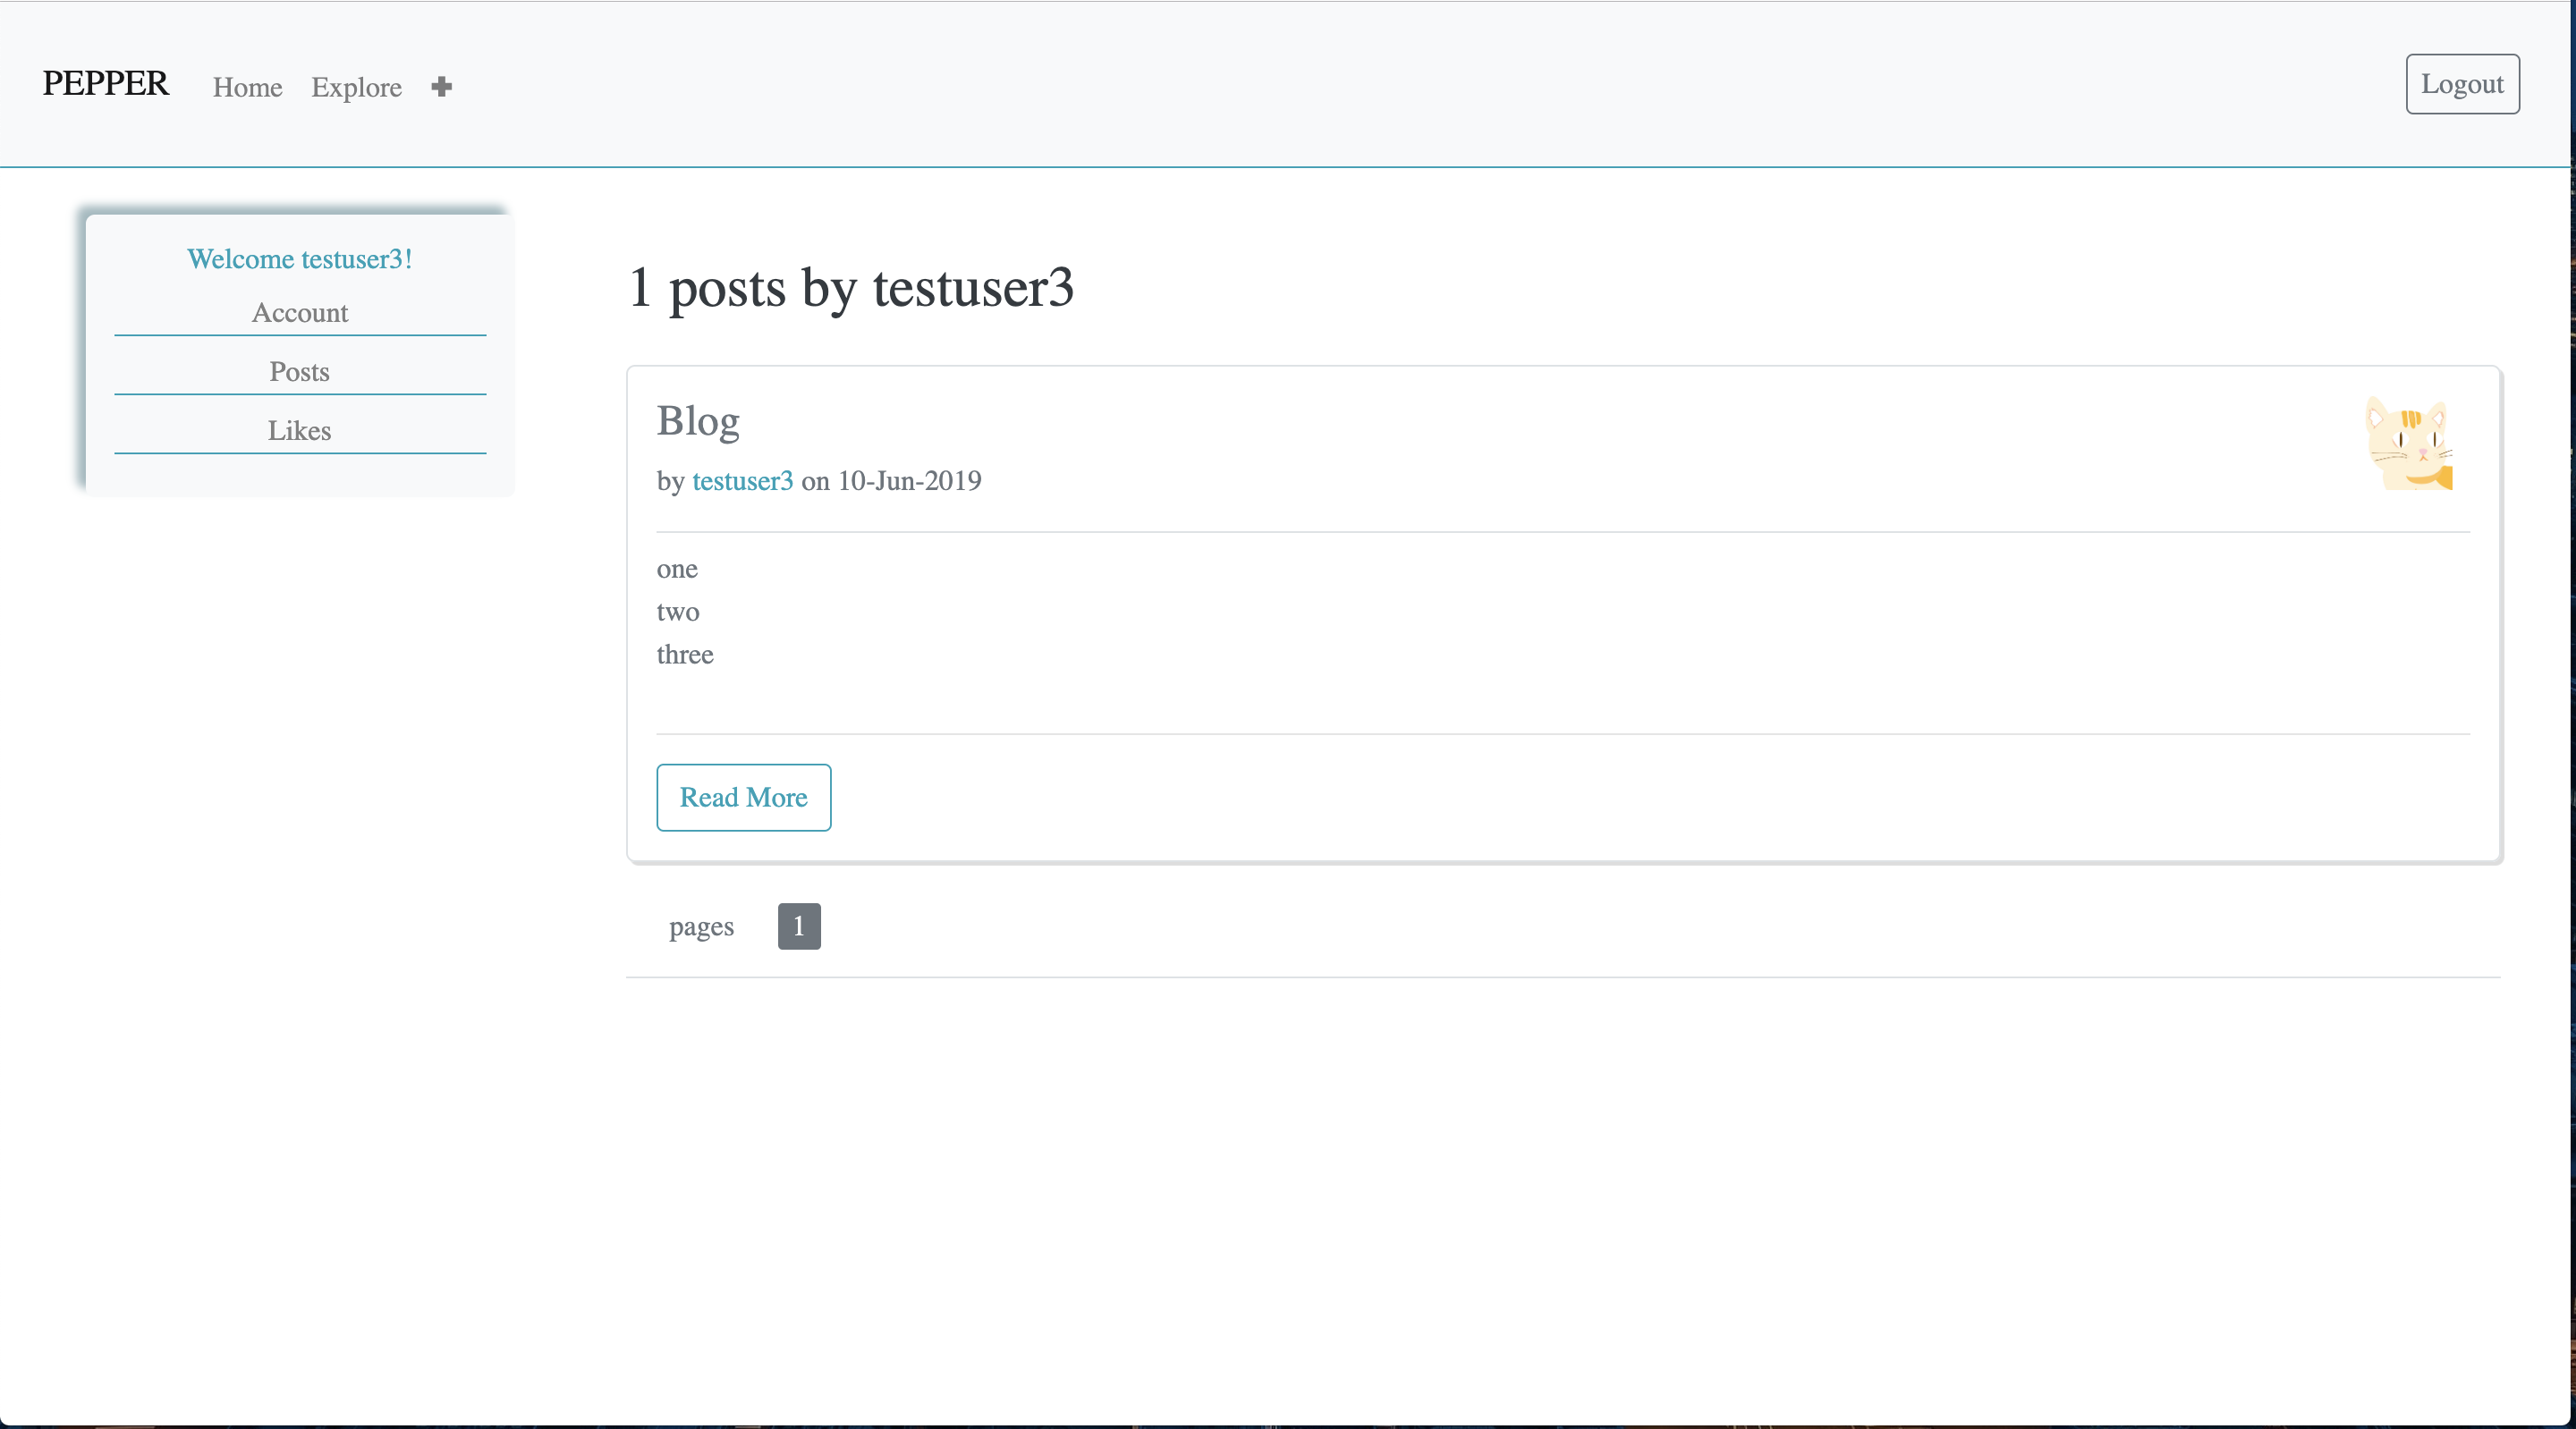 PEPPER Home Explore Logout
Welcome testuser3!
Account
Posts
Likes
1 posts by testuser3
Blog
by testuser3 on 10-Jun-2019
one
two
three
Read More
pages 1